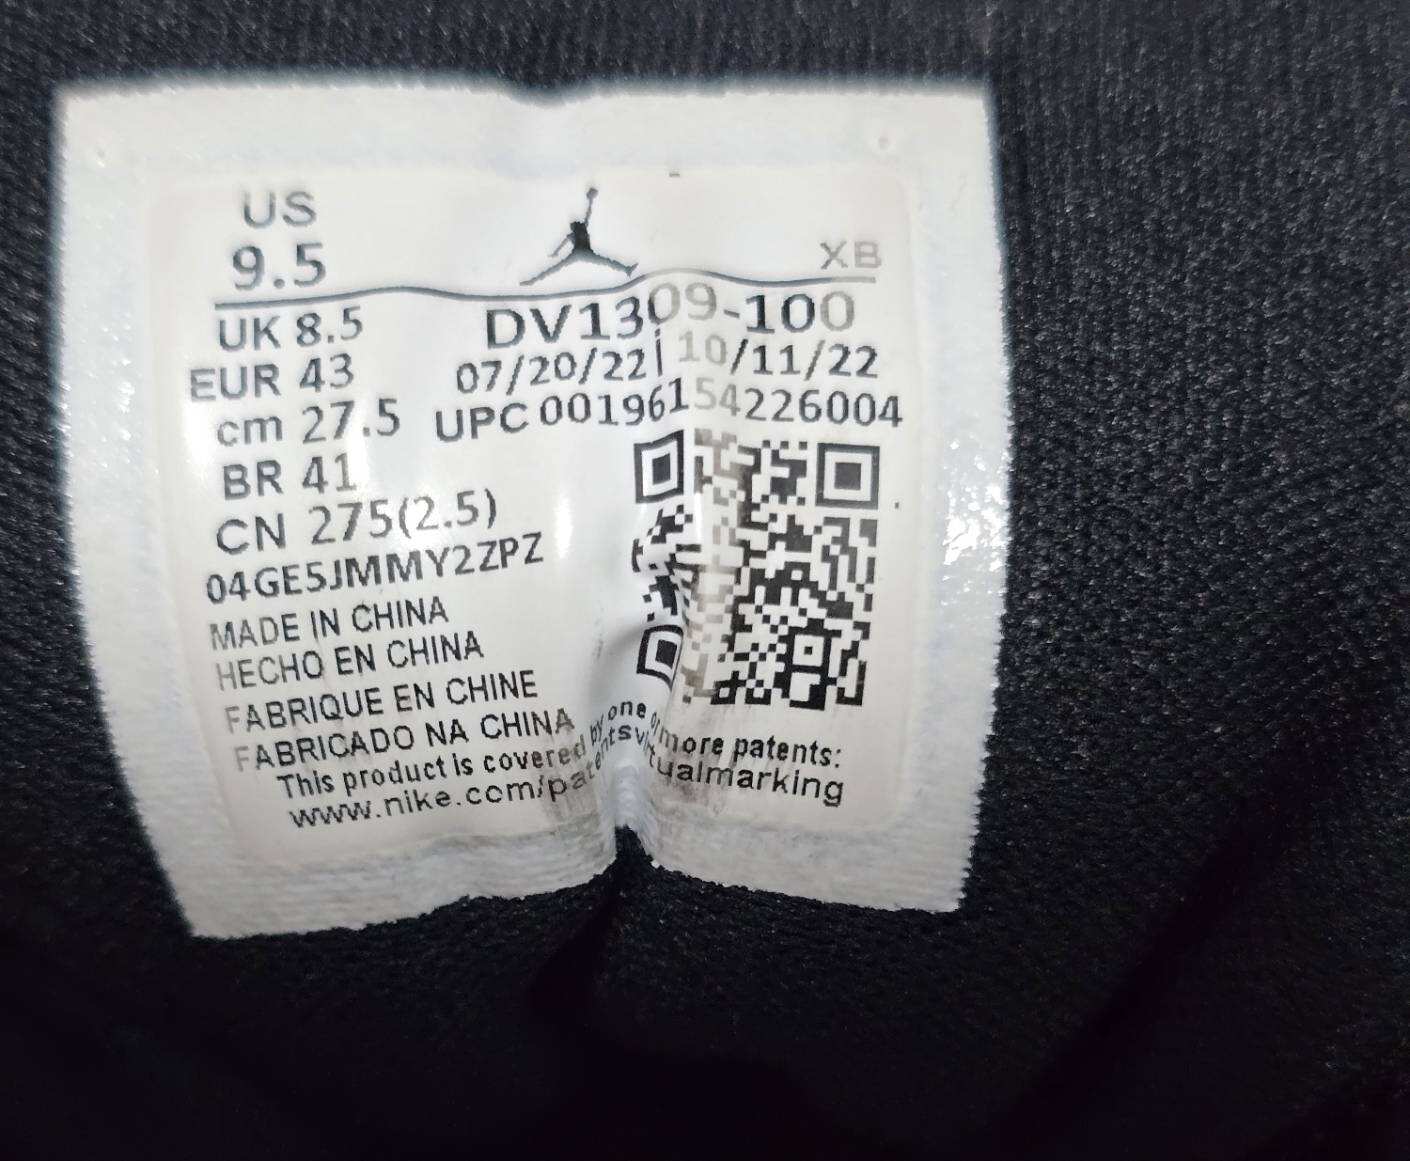 US
9.5
XB
UK 8.5
DV1309-100
EUR 43
07/20/22 10/11/22
cm 27.5
UPC 00196154226004
BR 41
CN 275(2.5)
04GE5JMMY2ZPZ
MADE IN CHINA
HECHO EN CHINA
FABRIQUE EN CHINE
FABRICADO NA CHINA
This product is covered by one or more patents:
www.nike.com/patentsvirtualmarking